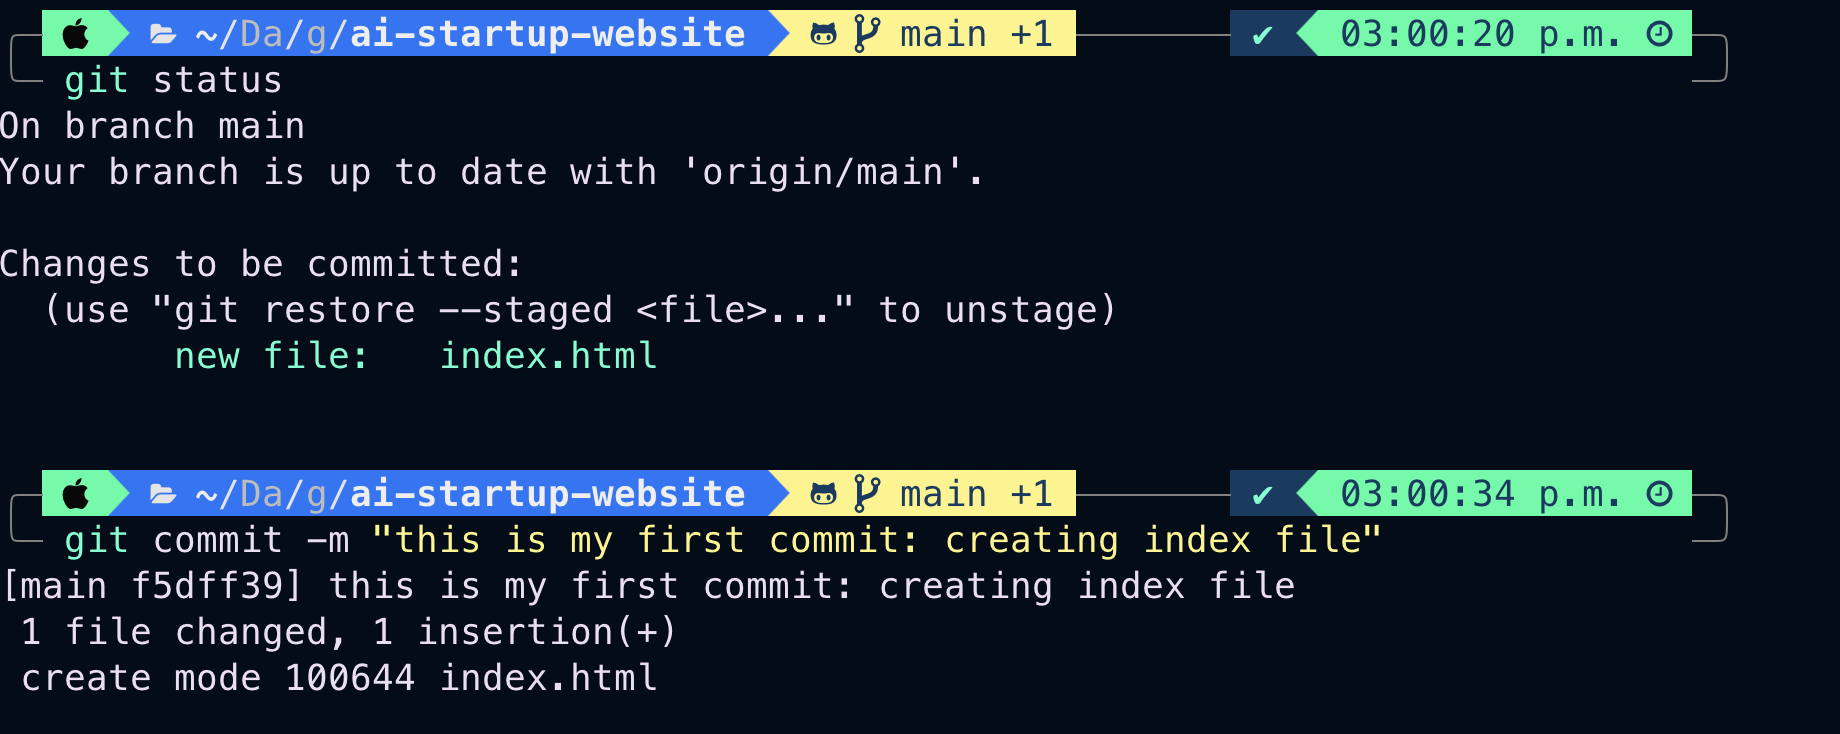 ~/Da/g/ai-startup-website main +1 ✔ 03:00:20 p.m.
git status
On branch main
Your branch is up to date with 'origin/main'.
Changes to be committed:
(use "git restore --staged <file>..." to unstage)
new file: index.html
~/Da/g/ai-startup-website main +1 ✔ 03:00:34 p.m.
git commit -m "this is my first commit: creating index file"
[main f5dff39] this is my first commit: creating index file
1 file changed, 1 insertion(+)
create mode 100644 index.html